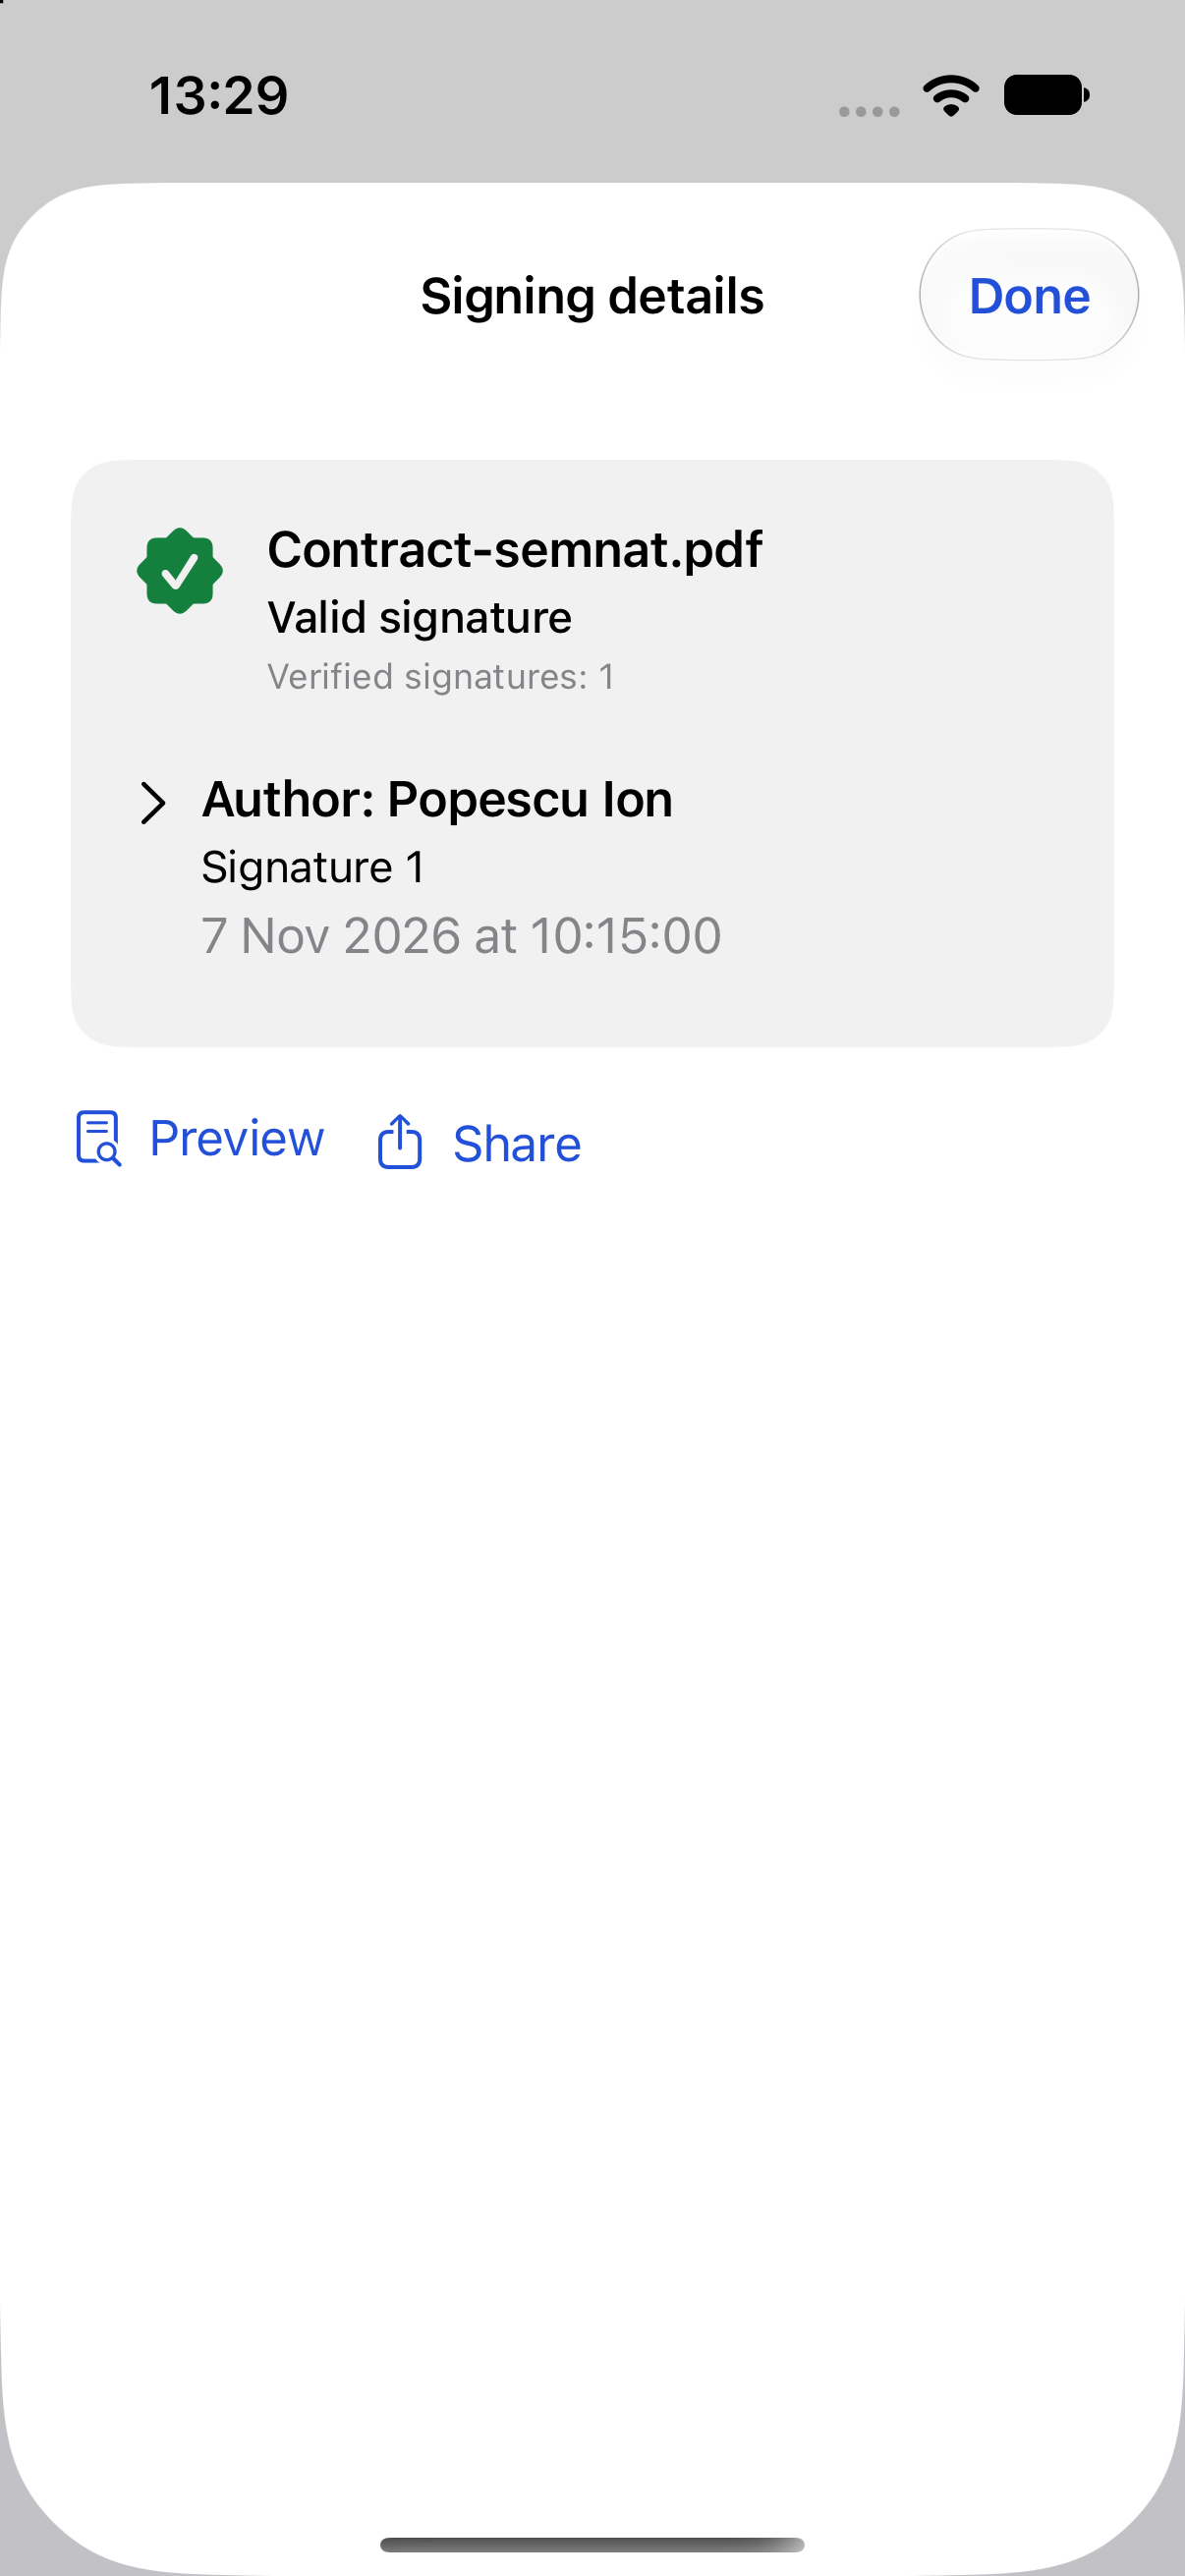 13:29
Signing details
Done
Contract-semnat.pdf
Valid signature
Verified signatures: 1
Author: Popescu Ion
Signature 1
7 Nov 2026 at 10:15:00
Preview
Share